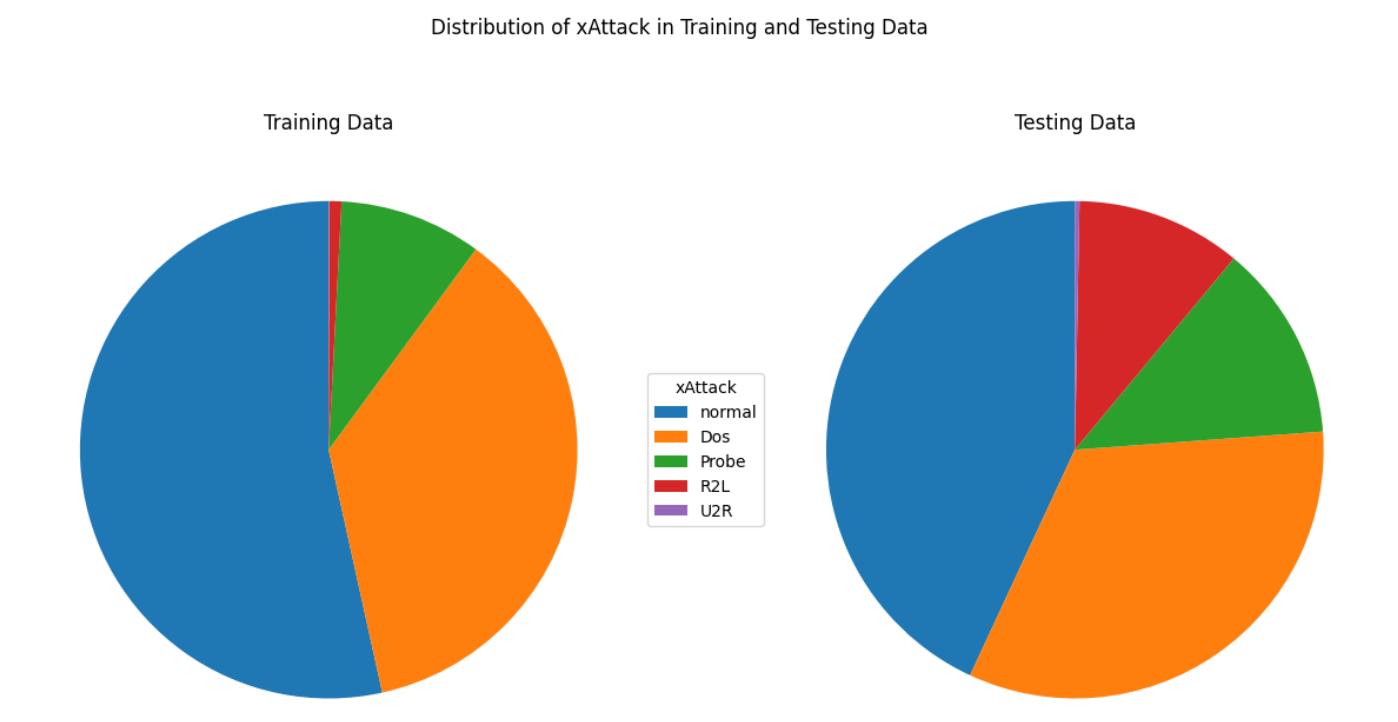 Distribution of xAttack in Training and Testing Data
Training Data
Testing Data
xAttack
normal
Dos
Probe
R2L
U2R